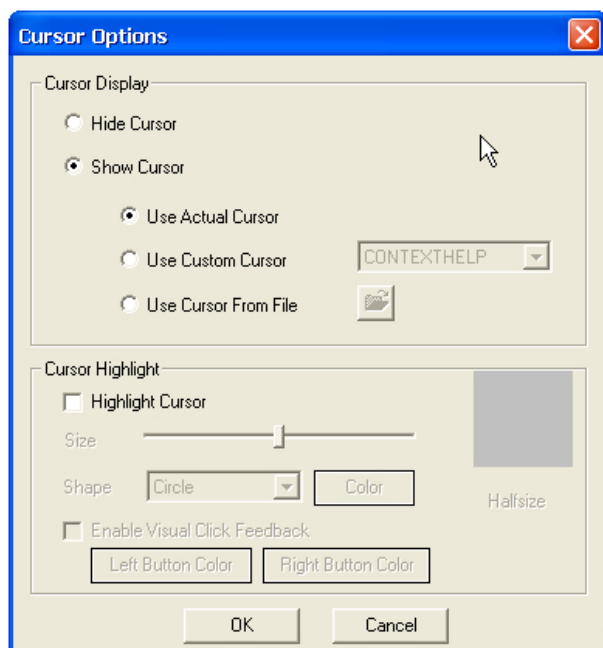 Cursor Options
Cursor Display
Hide Cursor
Show Cursor
Use Actual Cursor
Use Custom Cursor CONTEXTHELP
Use Cursor From File
Cursor Highlight
Highlight Cursor
Size
Shape Circle Color
Halfsize
Enable Visual Click Feedback
Left Button Color Right Button Color
OK Cancel